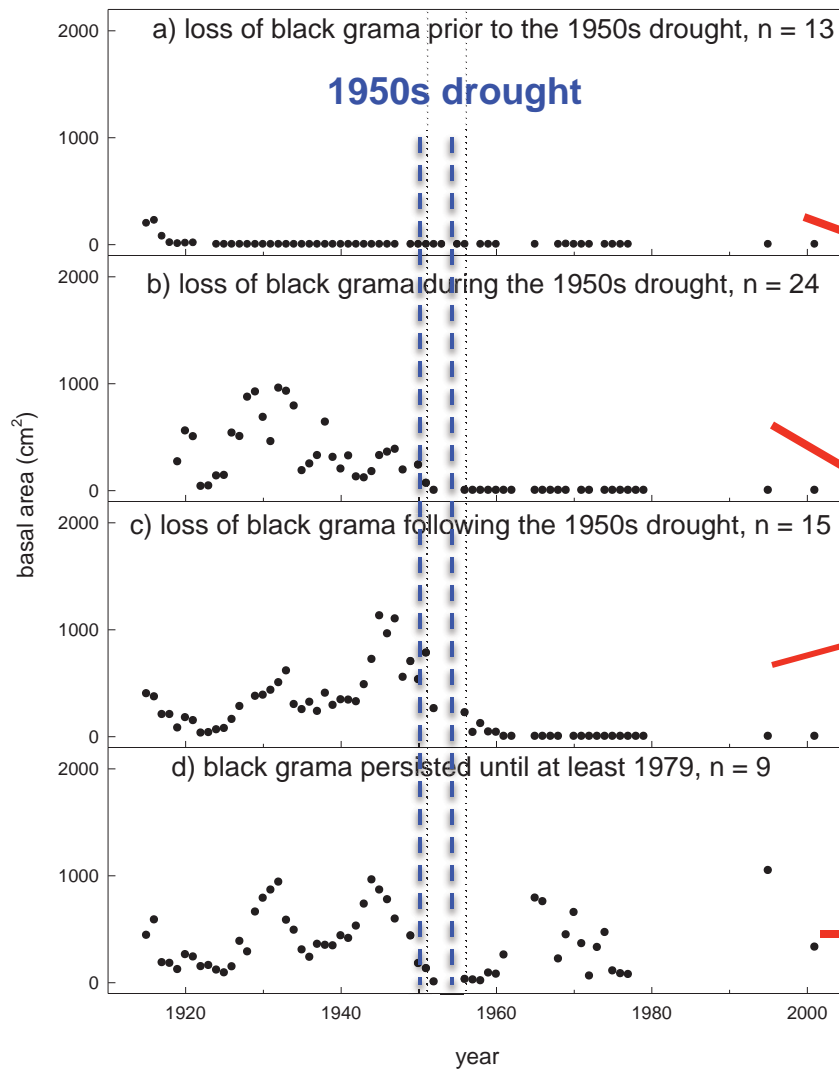 2000
a) loss of black grama prior to the 1950s drought, n = 13
1950s drought
1000
0
2000
b) loss of black grama during the 1950s drought, n = 24
1000
0
basal area (cm²)
2000
c) loss of black grama following the 1950s drought, n = 15
1000
0
2000
d) black grama persisted until at least 1979, n = 9
1000
0
1920 1940 1960 1980 2000
year